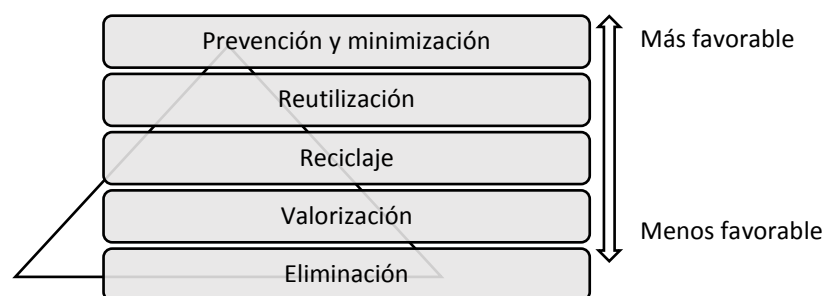 Prevención y minimización
Más favorable
Reutilización
Reciclaje
Valorización
Menos favorable
Eliminación